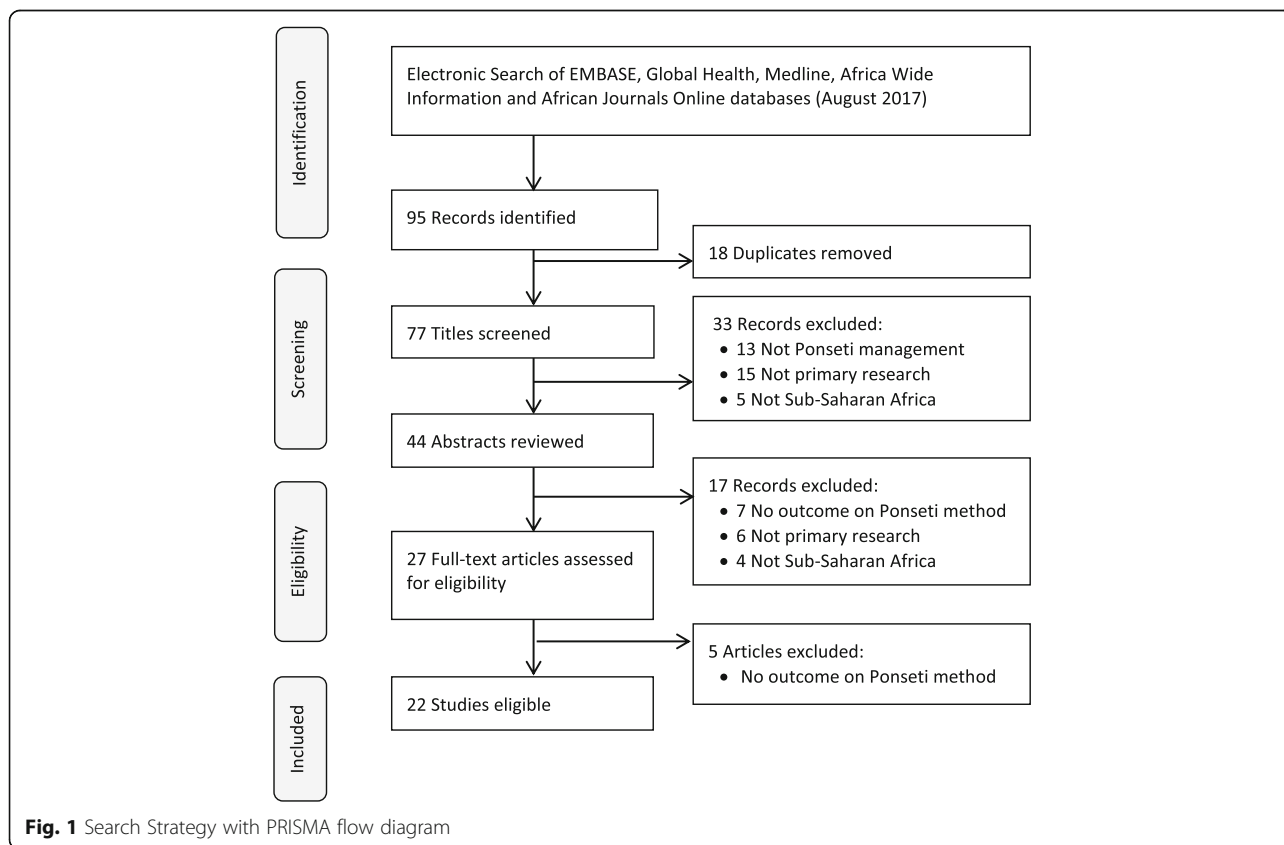 Identification
Electronic Search of EMBASE, Global Health, Medline, Africa Wide
Information and African Journals Online databases (August 2017)
95 Records identified
18 Duplicates removed
Screening
77 Titles screened
33 Records excluded:
• 13 Not Ponseti management
• 15 Not primary research
• 5 Not Sub-Saharan Africa
44 Abstracts reviewed
Eligibility
17 Records excluded:
• 7 No outcome on Ponseti method
• 6 Not primary research
• 4 Not Sub-Saharan Africa
27 Full-text articles assessed
for eligibility
5 Articles excluded:
• No outcome on Ponseti method
Included
22 Studies eligible
Fig. 1 Search Strategy with PRISMA flow diagram